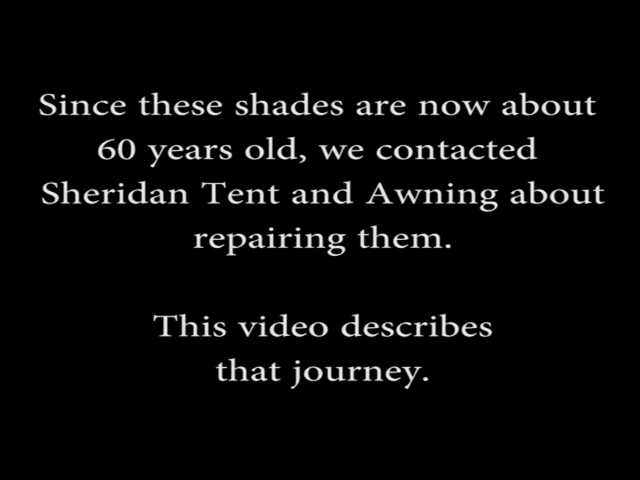 Since these shades are now about
60 years old, we contacted
Sheridan Tent and Awning about
repairing them.
This video describes
that journey.